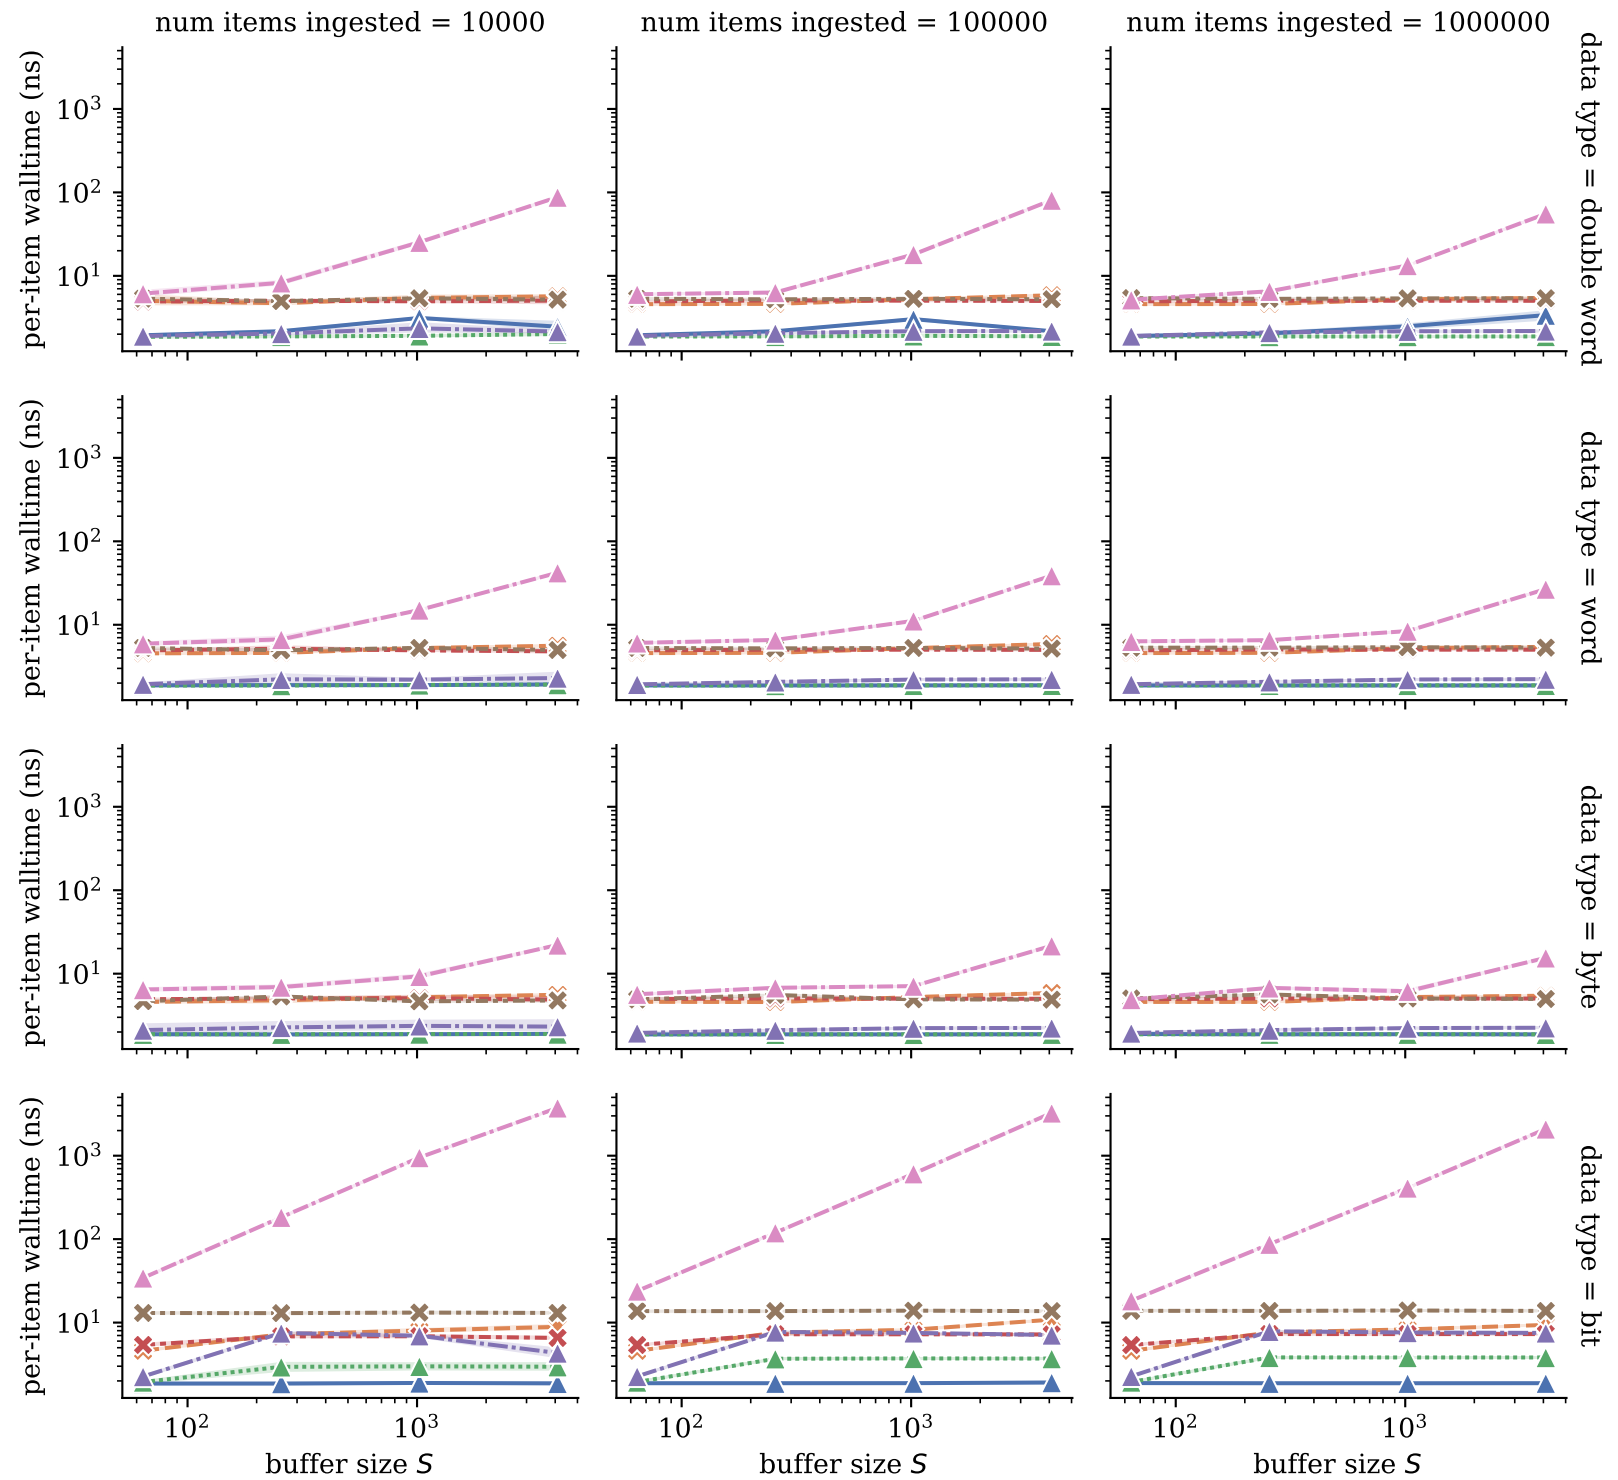 num items ingested = 10000
num items ingested = 100000
num items ingested = 1000000
per-item walltime (ns)
10³
10²
10¹
data type = double word
per-item walltime (ns)
10³
10²
10¹
data type = word
per-item walltime (ns)
10³
10²
10¹
data type = byte
per-item walltime (ns)
10³
10²
10¹
data type = bit
10² 10³
10² 10³
10² 10³
buffer size S
buffer size S
buffer size S